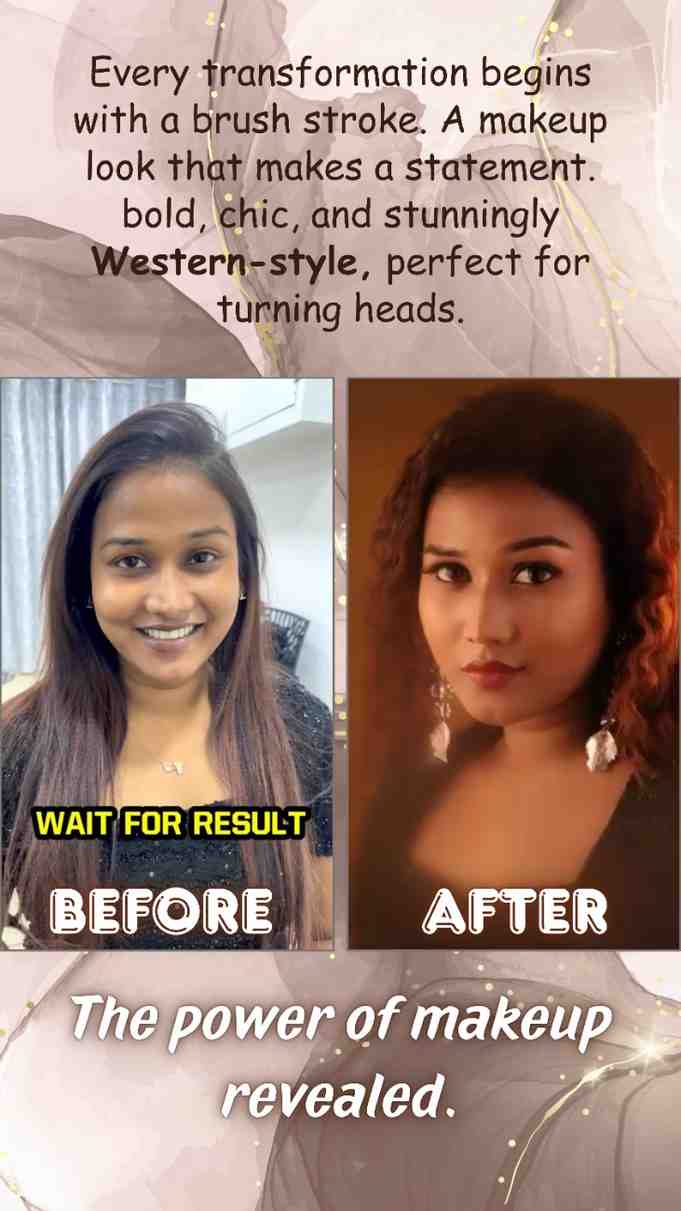 Every transformation begins
with a brush stroke. A makeup
look that makes a statement.
bold, chic, and stunningly
Western-style, perfect for
turning heads.
WAIT FOR RESULT
BEFORE
AFTER
The power of makeup
revealed.